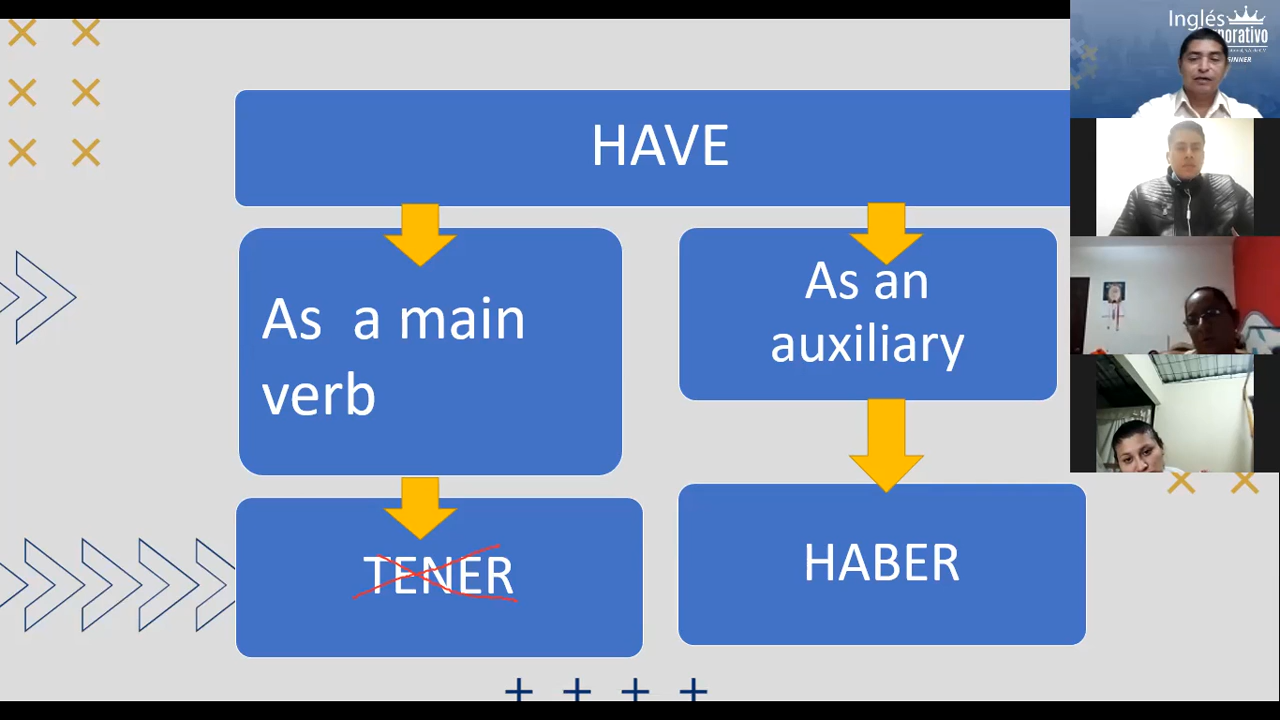 Inglés
HAVE
As a main
verb
As an
auxiliary
TENER
HABER